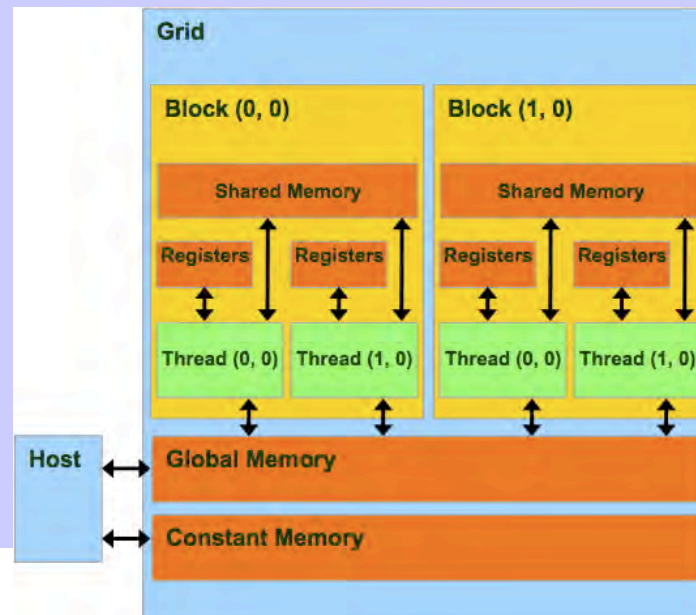 Grid
Block (0, 0)
Block (1, 0)
Shared Memory
Shared Memory
Registers
Registers
Registers
Registers
Thread (0, 0)
Thread (1, 0)
Thread (0, 0)
Thread (1, 0)
Host
Global Memory
Constant Memory